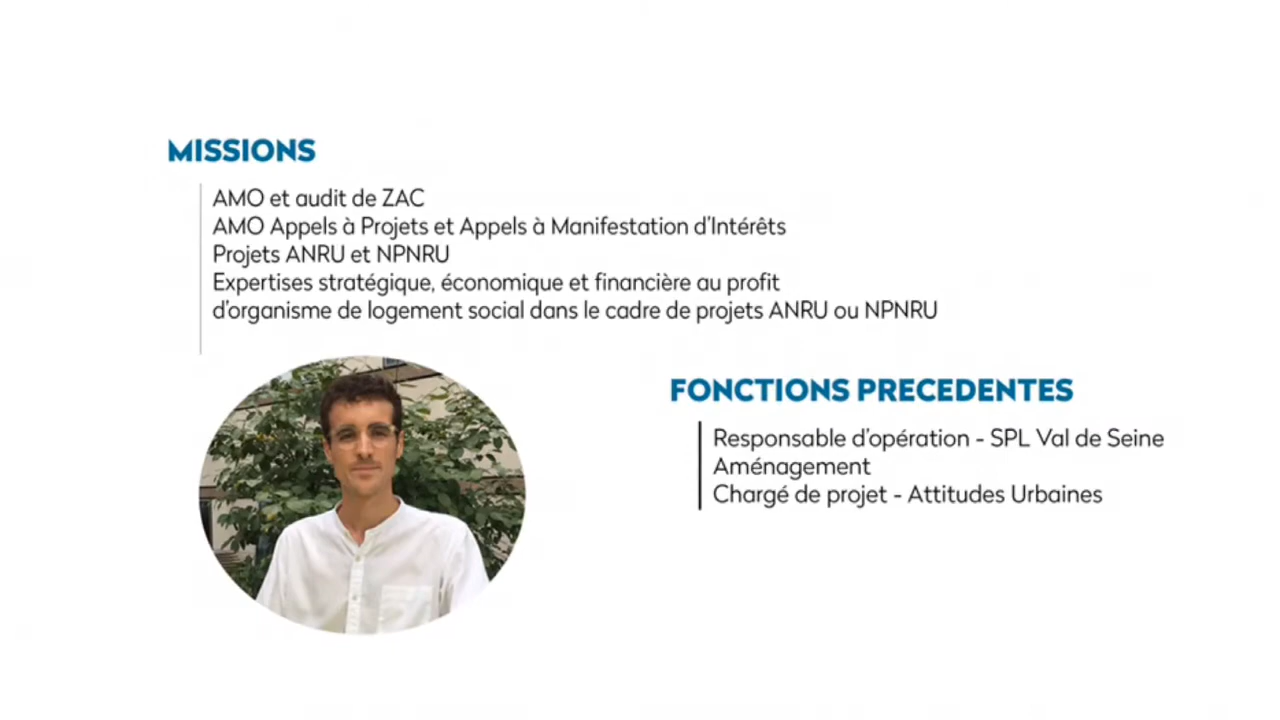 MISSIONS
AMO et audit de ZAC
AMO Appels à Projets et Appels à Manifestation d'Intérêts
Projets ANRU et NPNRU
Expertises stratégique, économique et financière au profit
d'organisme de logement social dans le cadre de projets ANRU ou NPNRU
FONCTIONS PRECEDENTES
Responsable d'opération - SPL Val de Seine
Aménagement
Chargé de projet - Attitudes Urbaines